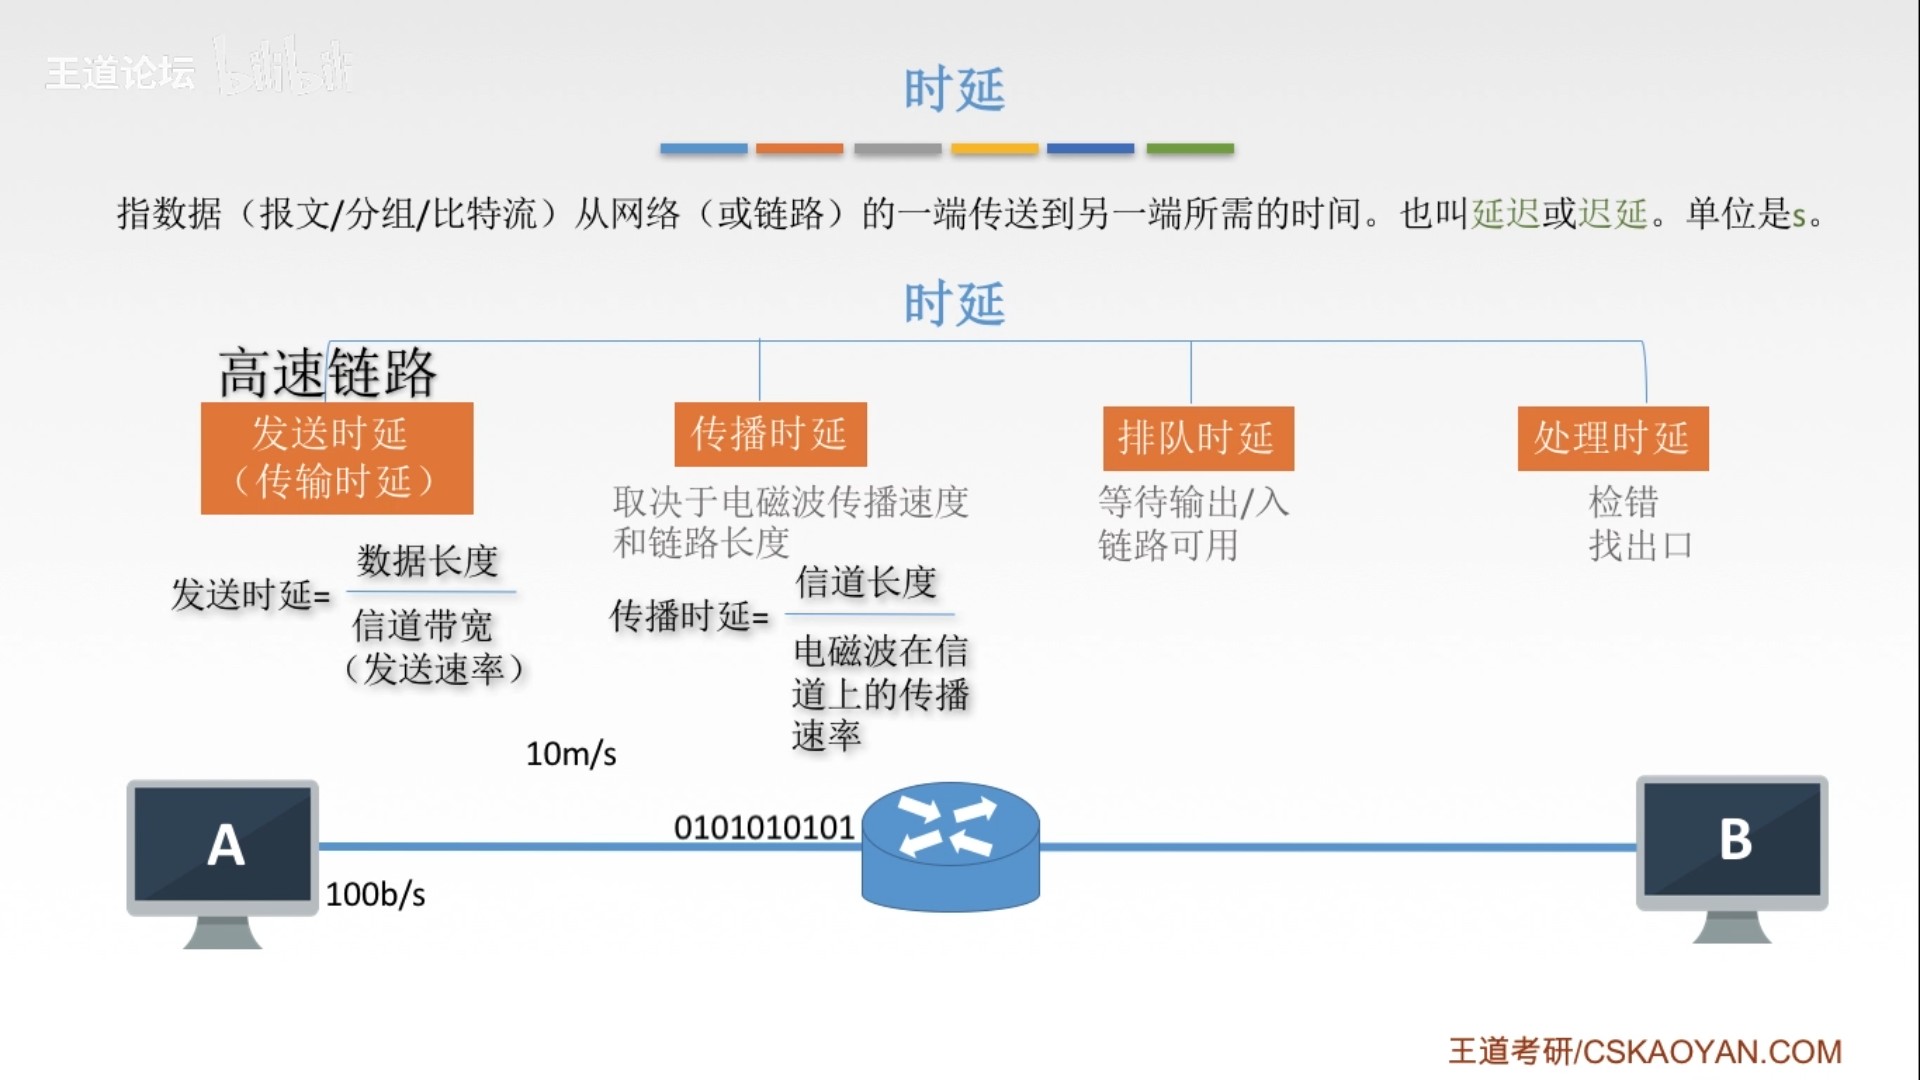 王道论坛 bilibili
时延
指数据（报文/分组/比特流）从网络（或链路）的一端传送到另一端所需的时间。也叫延迟或迟延。单位是s。
时延
高速链路
发送时延
（传输时延）
传播时延
排队时延
处理时延
取决于电磁波传播速度
和链路长度
等待输出/入
链路可用
检错
找出口
发送时延=
数据长度
信道带宽
（发送速率）
传播时延=
信道长度
电磁波在信
道上的传播
速率
10m/s
0101010101
A
100b/s
B
王道考研/CSKAOYAN.COM